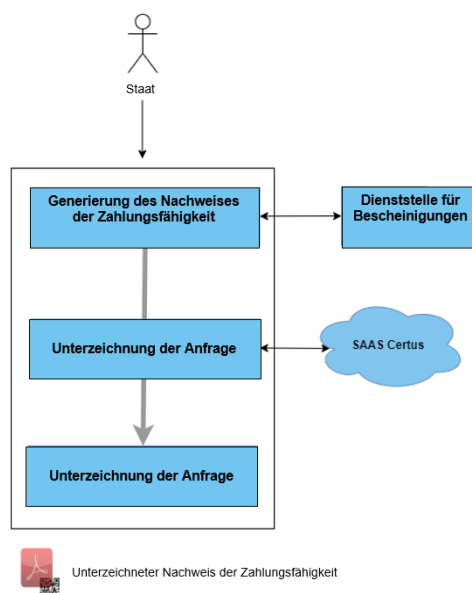 Staat
Generierung des Nachweises
der Zahlungsfähigkeit
Dienststelle für
Bescheinigungen
Unterzeichnung der Anfrage
SAAS Certus
Unterzeichnung der Anfrage
Unterzeichneter Nachweis der Zahlungsfähigkeit